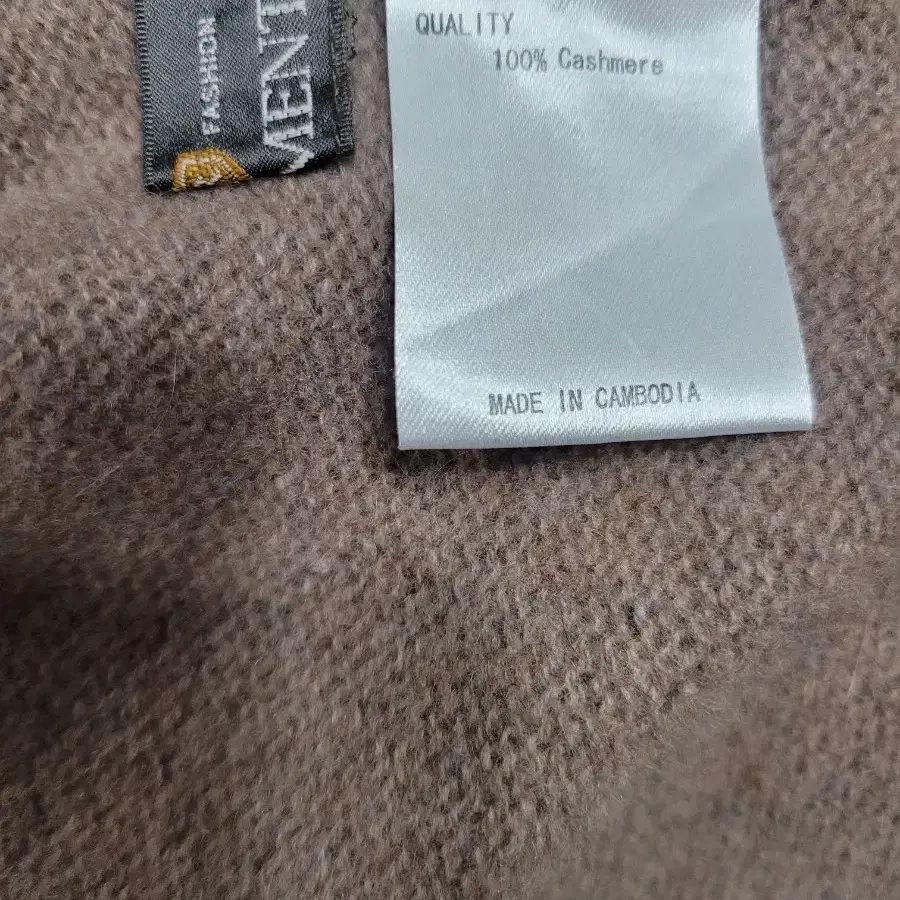 QUALITY
100% Cashmere
MADE IN CAMBODIA
FASHION